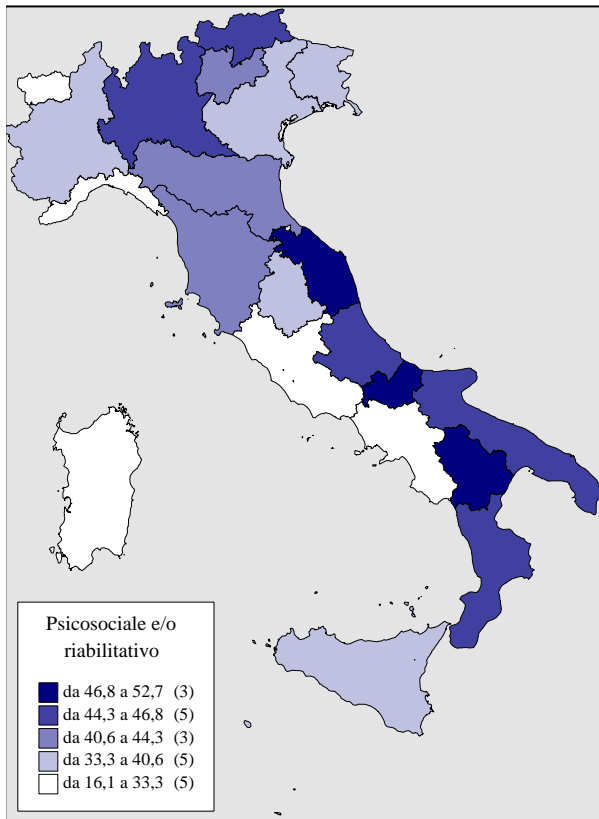 Psicosociale e/o
riabilitativo
da 46,8 a 52,7 (3)
da 44,3 a 46,8 (5)
da 40,6 a 44,3 (3)
da 33,3 a 40,6 (5)
da 16,1 a 33,3 (5)